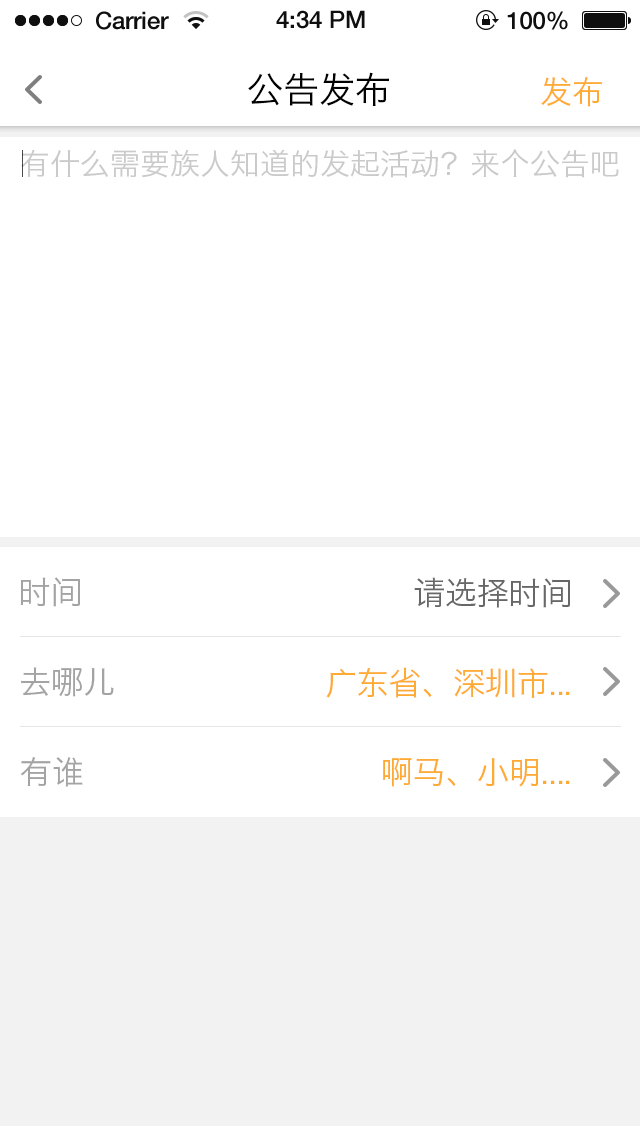 Carrier 4:34 PM 100%
公告发布 发布
有什么需要族人知道的发起活动？来个公告吧
时间 请选择时间
去哪儿 广东省、深圳市...
有谁 啊马、小明....